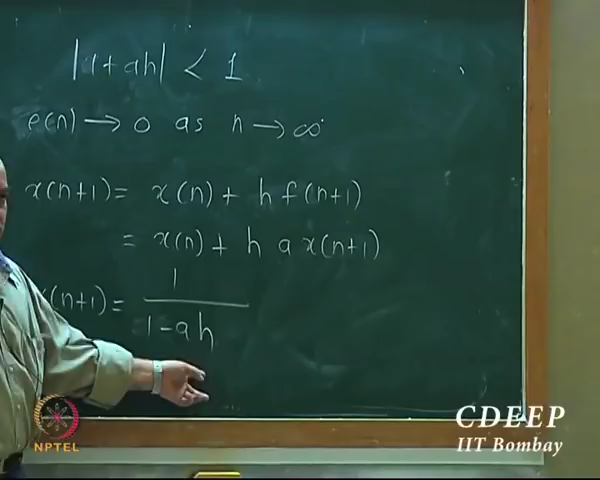 |1 + ah| < 1
e(n) → 0 as n → ∞
x(n+1) = x(n) + h f(n+1)
= x(n) + h a x(n+1)
x(n+1) = 1 / (1 - ah)
CDEEP
IIT Bombay
NPTEL